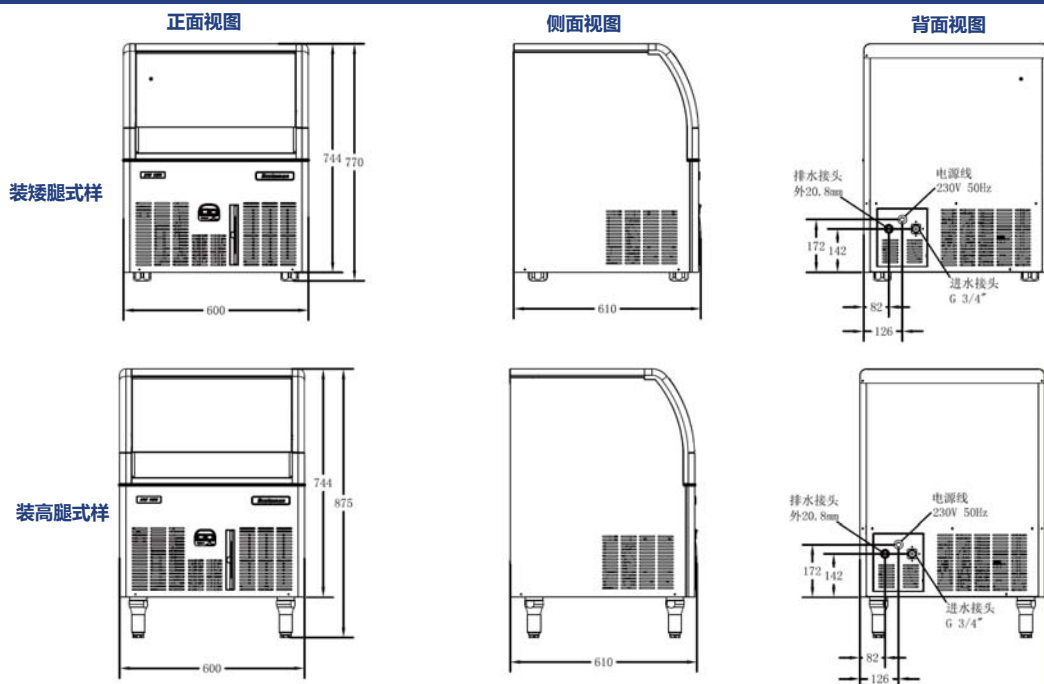 正面视图
侧面视图
背面视图
装矮腿式样
744
770
600
610
排水接头
外20.8mm
电源线
230V 50Hz
172
142
进水接头
G 3/4"
82
126
装高腿式样
744
875
600
610
排水接头
外20.8mm
电源线
230V 50Hz
172
142
进水接头
G 3/4"
82
126